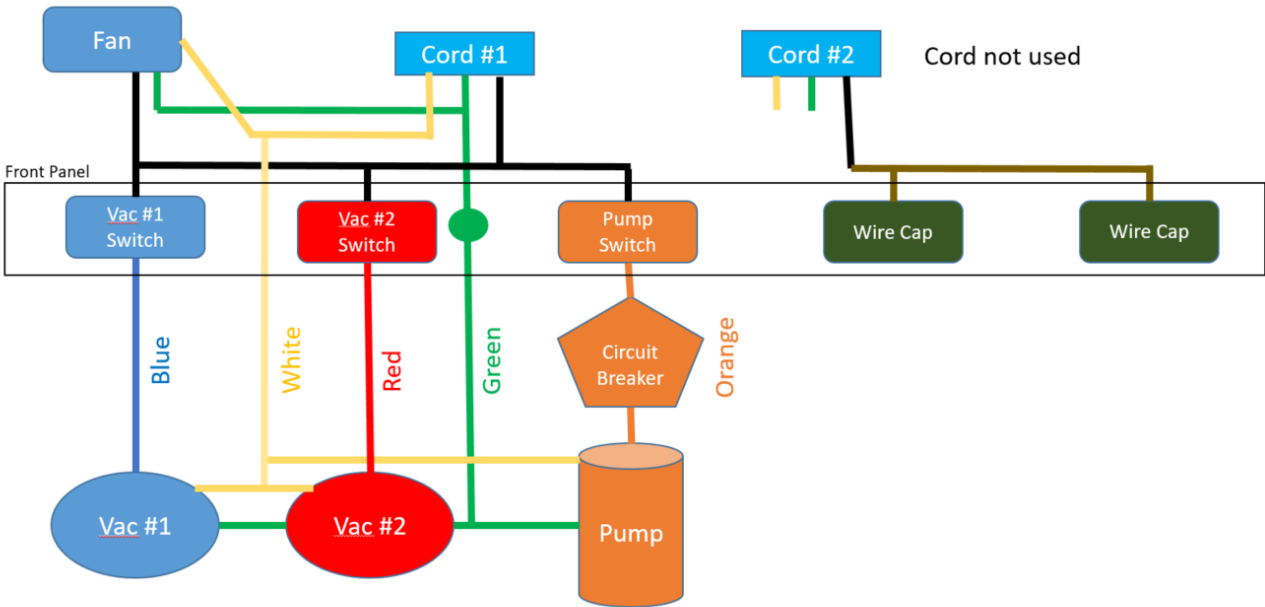 Fan
Cord #1
Cord #2
Cord not used
Front Panel
Vac #1
Switch
Vac #2
Switch
Pump
Switch
Wire Cap
Wire Cap
Blue
White
Red
Green
Circuit
Breaker
Orange
Vac #1
Vac #2
Pump